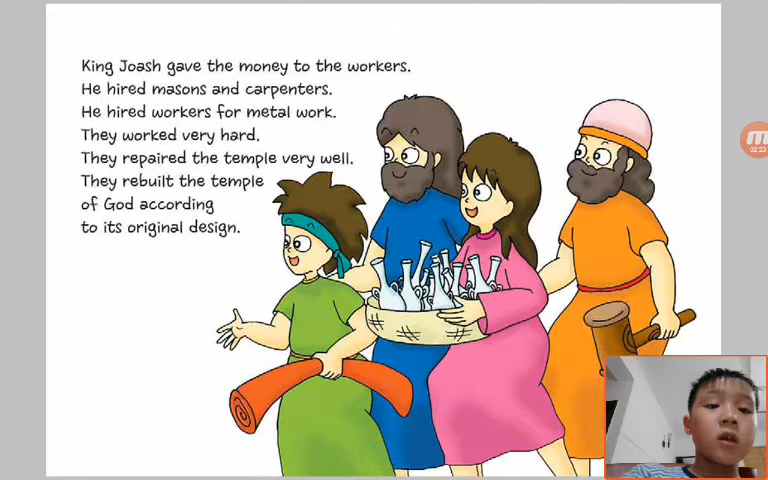 King Joash gave the money to the workers.
He hired masons and carpenters.
He hired workers for metal work.
They worked very hard.
They repaired the temple very well.
They rebuilt the temple
of God according
to its original design.
M
02:23